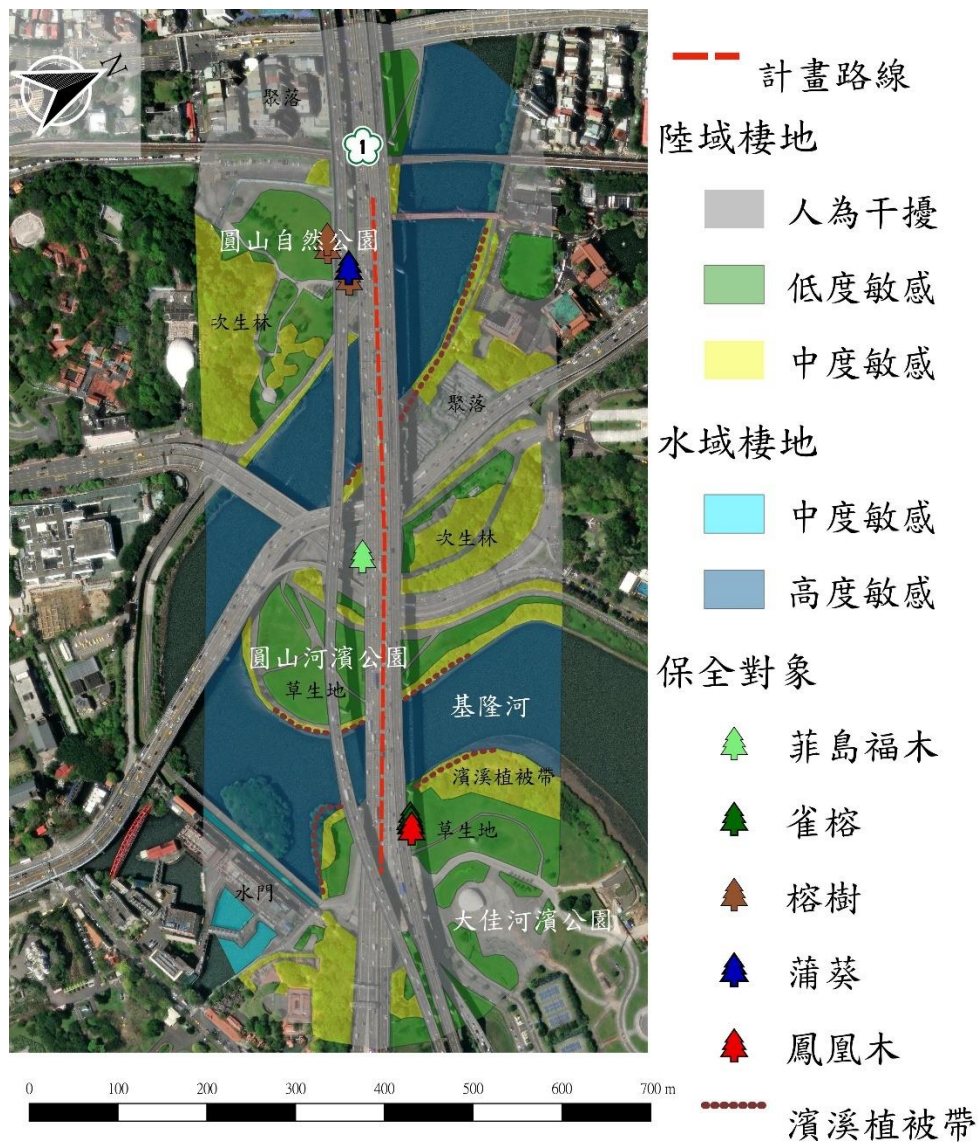 N
聚落
1
圓山自然公園
次生林
聚落
次生林
圓山河濱公園
草生地
基隆河
濱溪植被帶
草生地
水門
大佳河濱公園
0 100 200 300 400 500 600 700 m
計畫路線
陸域棲地
人為干擾
低度敏感
中度敏感
水域棲地
中度敏感
高度敏感
保全對象
菲島福木
雀榕
榕樹
蒲葵
鳳凰木
濱溪植被帶